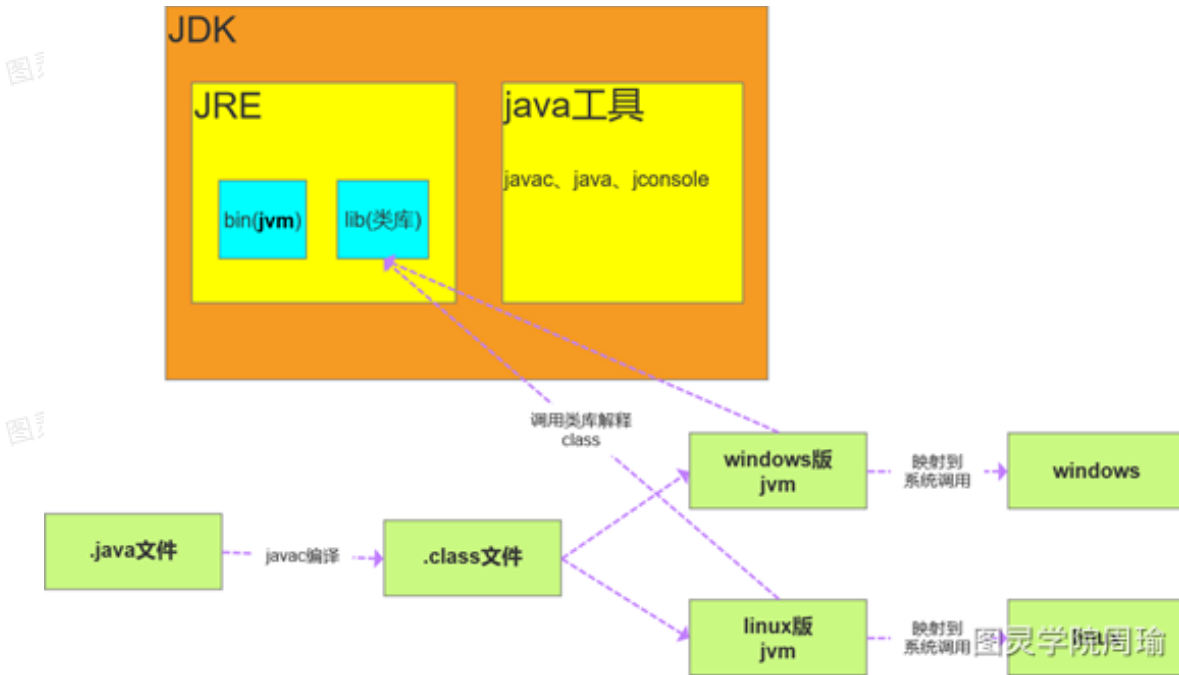 JDK
JRE
java工具
javac、java、jconsole
bin(jvm)
lib(类库)
调用类库解释
class
windows版
jvm
映射到
系统调用
windows
.java文件
javac编译
.class文件
linux版
jvm
映射到
系统调用
图灵学院周瑜
图
图